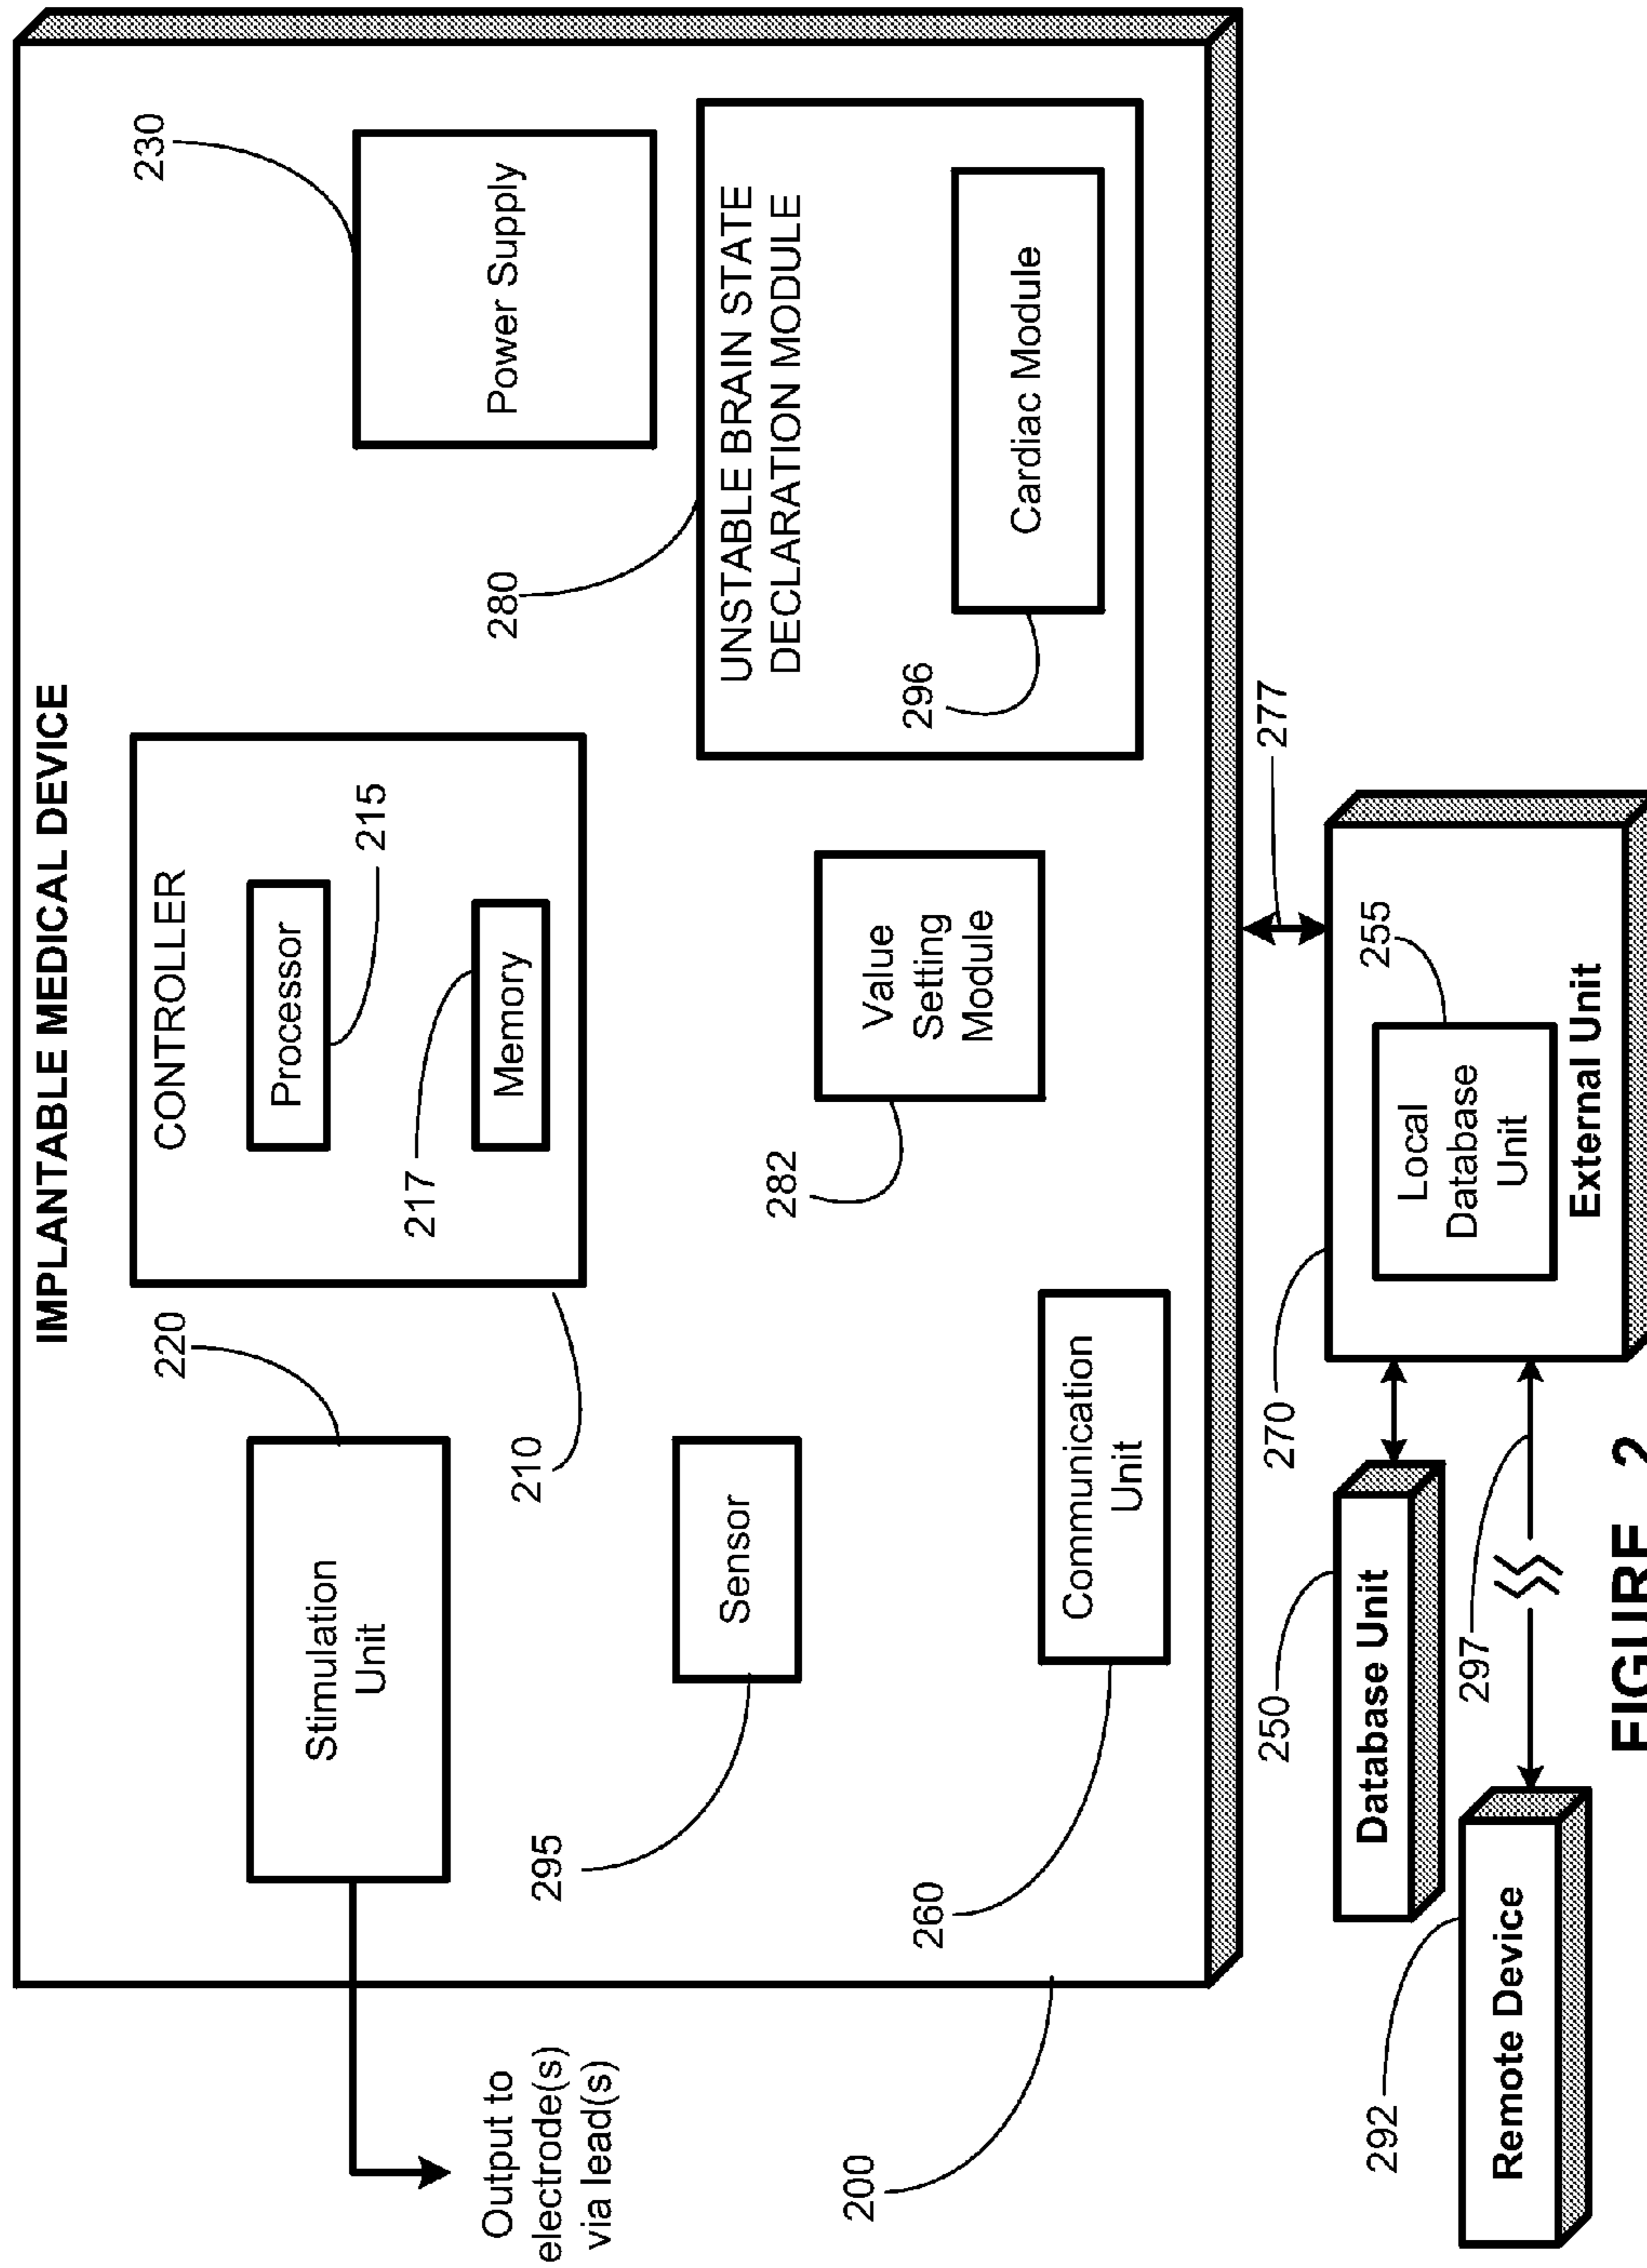 IMPLANTABLE MEDICAL DEVICE
220
Stimulation
Unit
CONTROLLER
Processor
215
217
Memory
210
230
Power Supply
Output to
electrode(s)
via lead(s)
295
Sensor
280
UNSTABLE BRAIN STATE
DECLARATION MODULE
296
Cardiac Module
282
Value
Setting
Module
260
Communication
Unit
200
277
270
255
Local
Database
Unit
External Unit
250
Database Unit
297
292
Remote Device
FIGURE 2